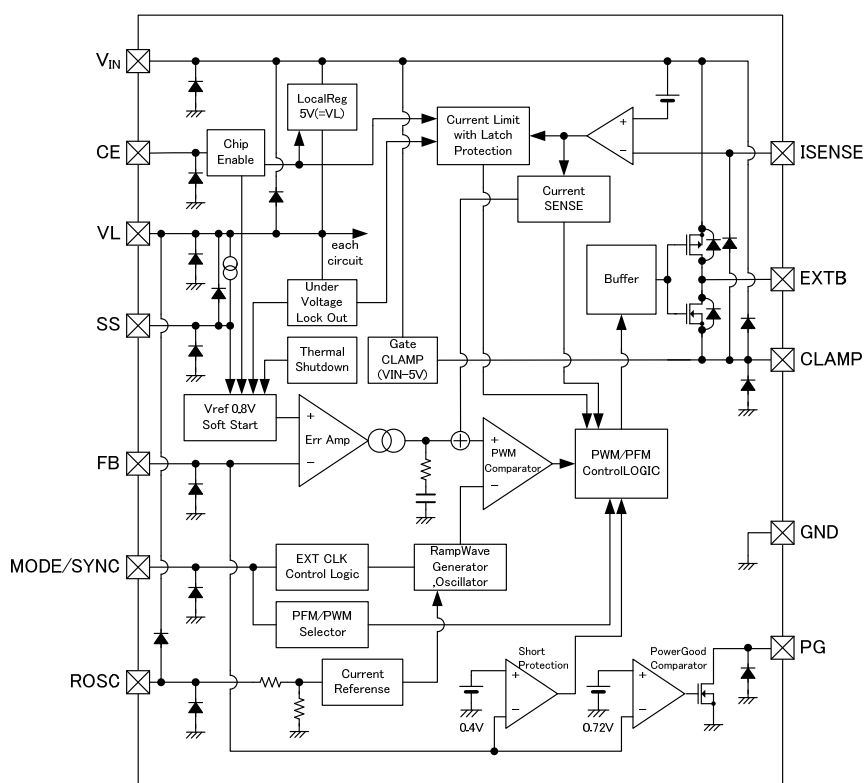 VIN
LocalReg
5V(=VL)
Current Limit
with Latch
Protection
+
−
CE
Chip
Enable
ISENSE
Current
SENSE
VL
each
circuit
Buffer
EXTB
Under
Voltage
Lock Out
SS
Thermal
Shutdown
Gate
CLAMP
(VIN-5V)
CLAMP
Vref 0.8V
Soft Start
+
Err Amp
−
+
PWM
Comparator
−
PWM/PFM
ControlLOGIC
FB
GND
MODE/SYNC
EXT CLK
Control Logic
RampWave
Generator
,Oscillator
PFM/PWM
Selector
Short
Protection
PowerGood
Comparator
PG
ROSC
Current
Referense
+
−
0.4V
+
−
0.72V